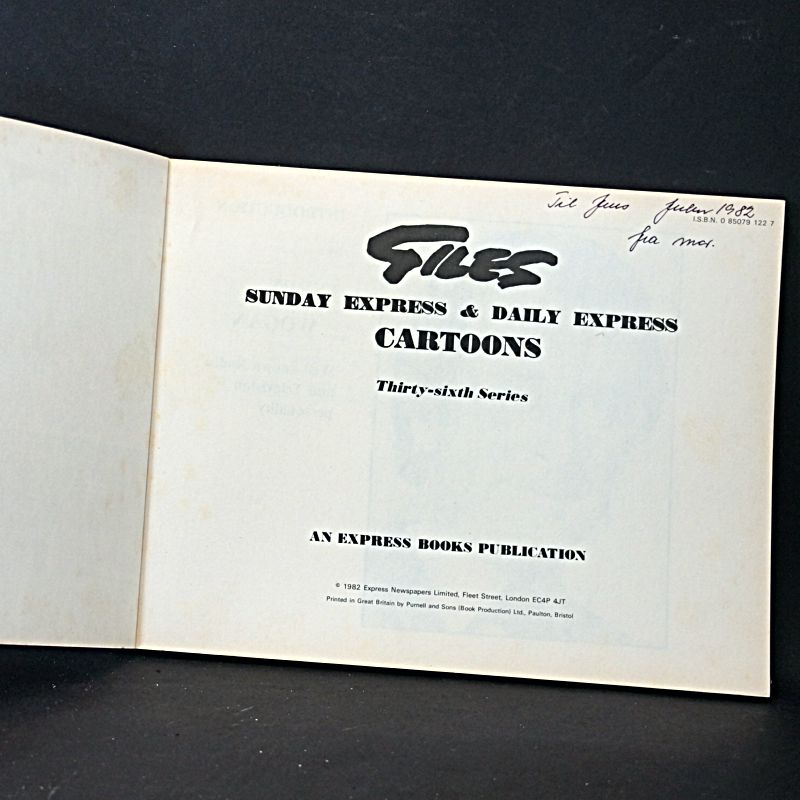 Til Jens Julen 1982
I.S.B.N. 0 85079 122 7
fra mor.
GILES
SUNDAY EXPRESS & DAILY EXPRESS
CARTOONS
Thirty-sixth Series
AN EXPRESS BOOKS PUBLICATION
© 1982 Express Newspapers Limited, Fleet Street, London EC4P 4JT
Printed in Great Britain by Purnell and Sons (Book Production) Ltd., Paulton, Bristol